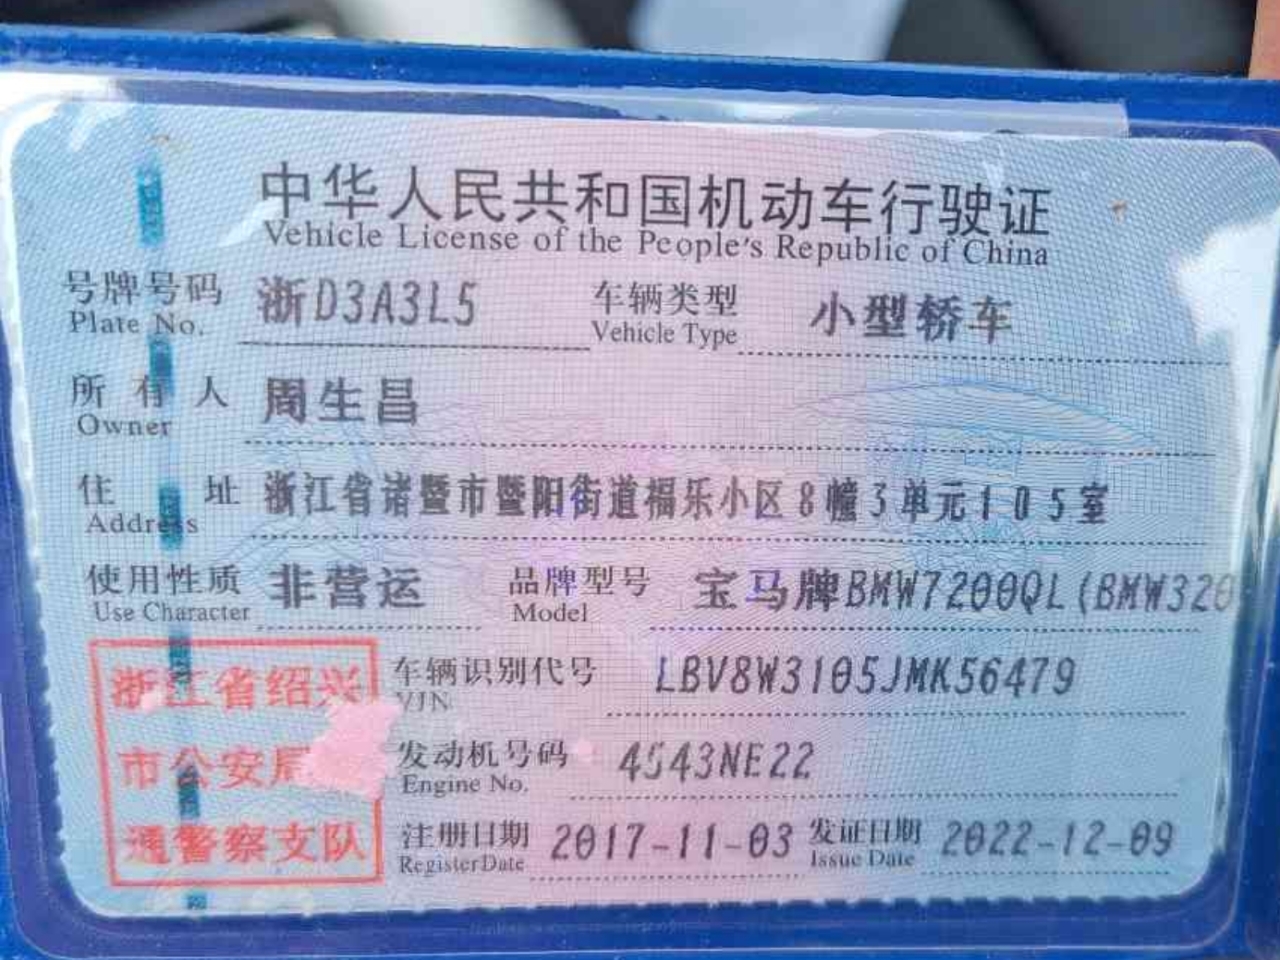 中华人民共和国机动车行驶证
Vehicle License of the People's Republic of China
号牌号码 浙D3A3L5 车辆类型 小型轿车
Plate No. Vehicle Type
所有人 周生昌
Owner
住址 浙江省诸暨市暨阳街道福乐小区8幢3单元105室
Address
使用性质 非营运 品牌型号 宝马牌BMW7200QL(BMW320
Use Character Model
浙江省绍兴
市公安局
通警察支队
车辆识别代号 LBV8W3105JMK56479
VIN
发动机号码 4543NE22
Engine No.
注册日期 2017-11-03 发证日期 2022-12-09
Register Date Issue Date